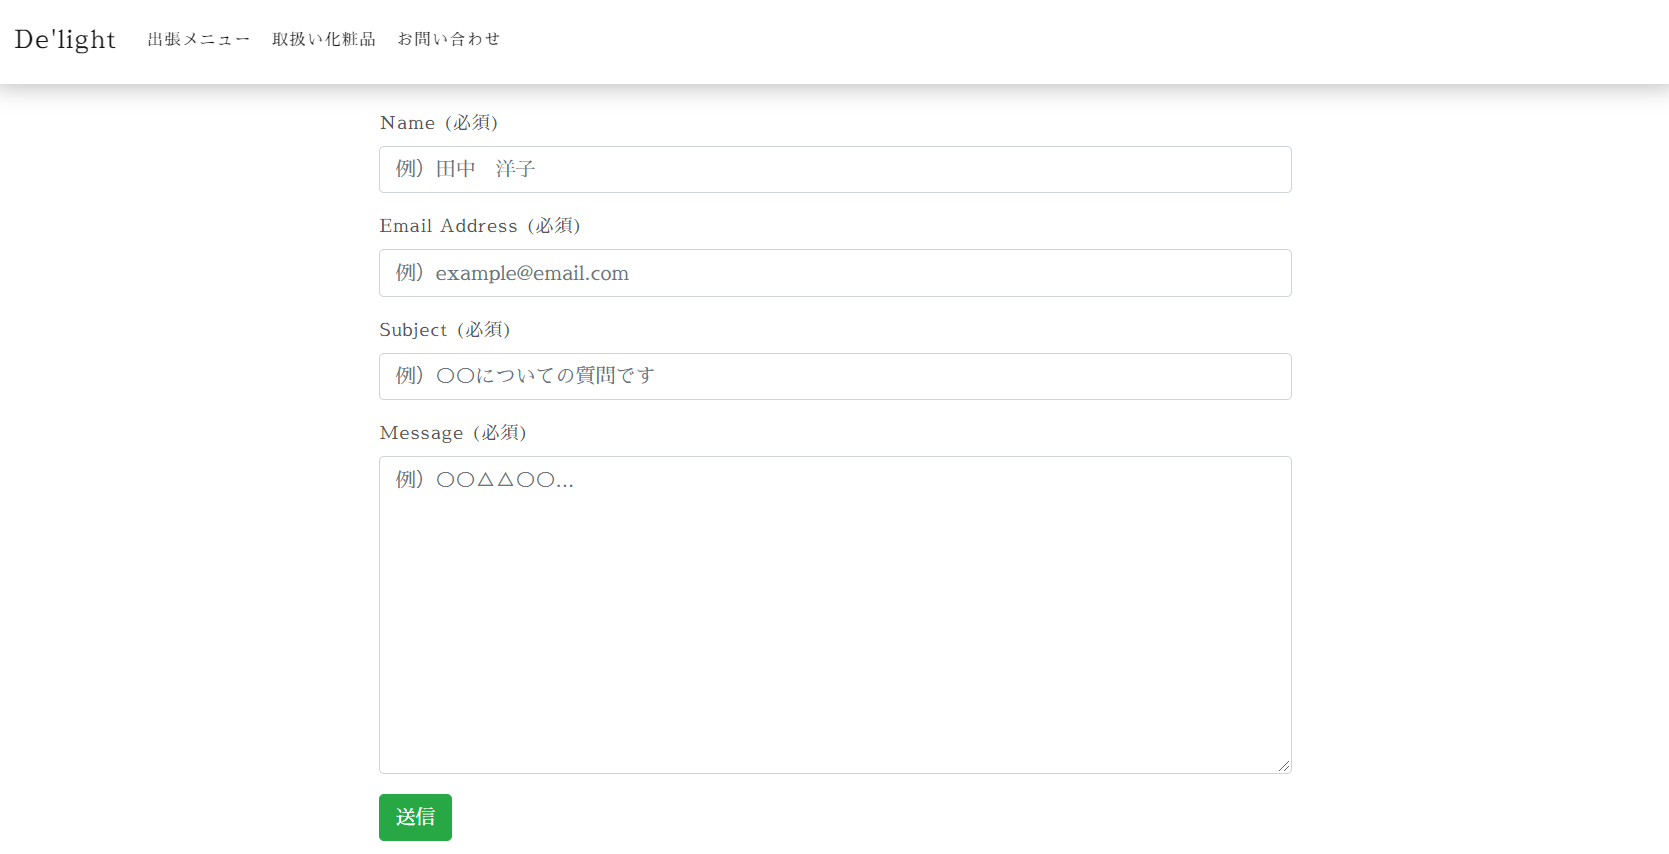 De'light 出張メニュー 取扱い化粧品 お問い合わせ
Name (必須)
例）田中　洋子
Email Address (必須)
例）example@email.com
Subject (必須)
例）〇〇についての質問です
Message (必須)
例）〇〇△△〇〇...
送信